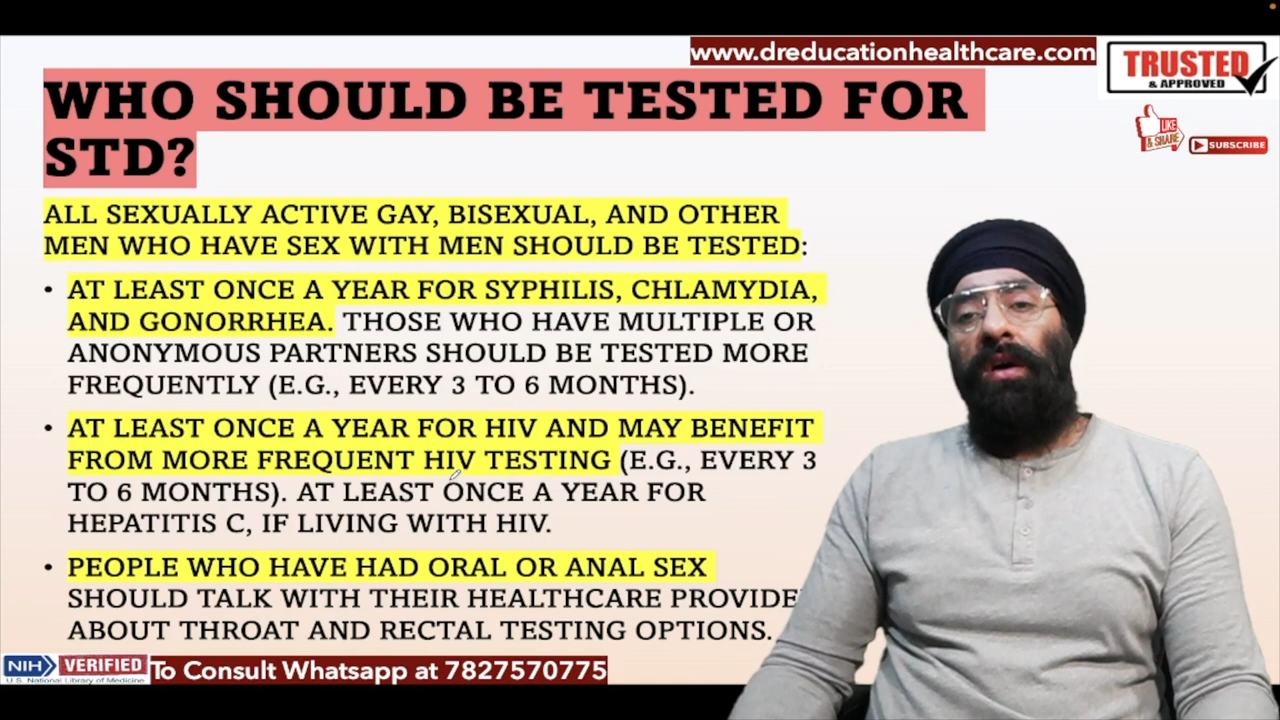 www.dreducationhealthcare.com
TRUSTED
& APPROVED
LIKE
& SHARE
SUBSCRIBE
WHO SHOULD BE TESTED FOR
STD?
ALL SEXUALLY ACTIVE GAY, BISEXUAL, AND OTHER
MEN WHO HAVE SEX WITH MEN SHOULD BE TESTED:
• AT LEAST ONCE A YEAR FOR SYPHILIS, CHLAMYDIA,
AND GONORRHEA. THOSE WHO HAVE MULTIPLE OR
ANONYMOUS PARTNERS SHOULD BE TESTED MORE
FREQUENTLY (E.G., EVERY 3 TO 6 MONTHS).
• AT LEAST ONCE A YEAR FOR HIV AND MAY BENEFIT
FROM MORE FREQUENT HIV TESTING (E.G., EVERY 3
TO 6 MONTHS). AT LEAST ONCE A YEAR FOR
HEPATITIS C, IF LIVING WITH HIV.
• PEOPLE WHO HAVE HAD ORAL OR ANAL SEX
SHOULD TALK WITH THEIR HEALTHCARE PROVIDE
ABOUT THROAT AND RECTAL TESTING OPTIONS.
NIH VERIFIED
U.S. National Library of Medicine
To Consult Whatsapp at 7827570775